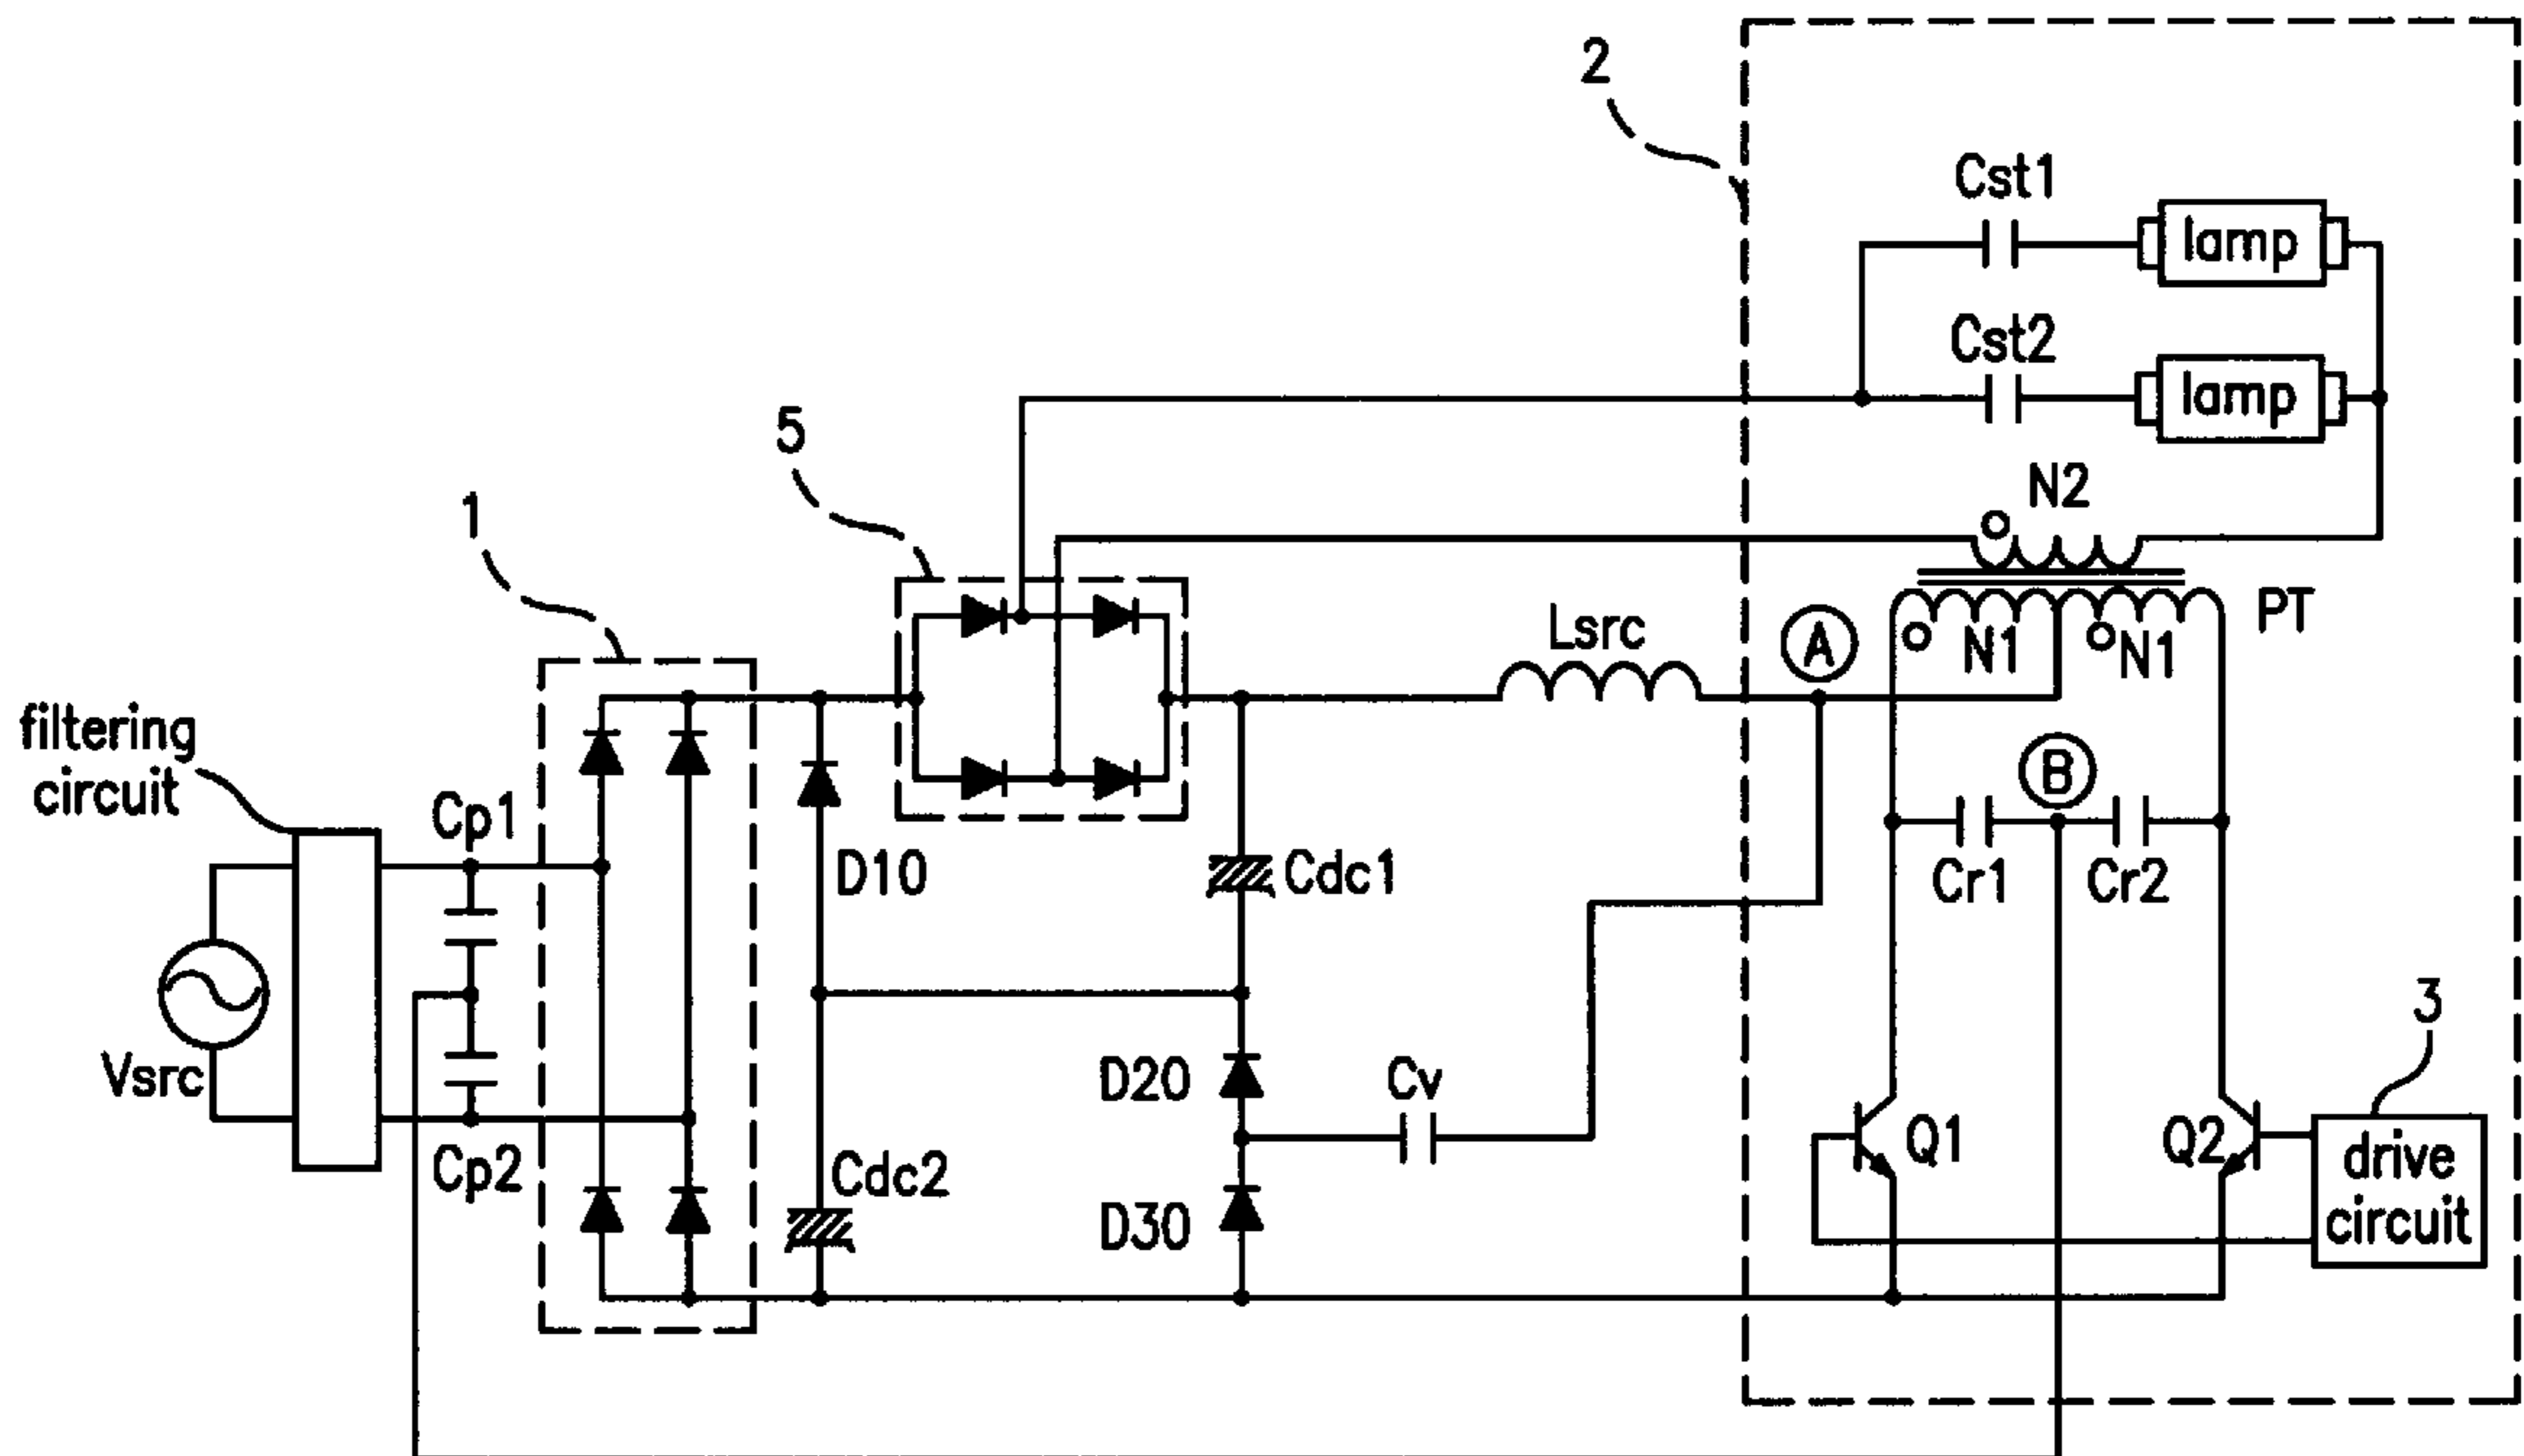 2
Cst1
lamp
Cst2
lamp
5
N2
1
PT
Lsrc
A
N1
N1
filtering
circuit
B
Cp1
D10
Cdc1
Cr1
Cr2
3
Vsrc
D20
Cv
Q1
Q2
drive
circuit
Cp2
Cdc2
D30